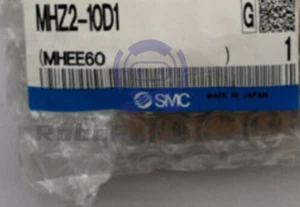 MHZ2-10D1 G
(MHEE60 ) 1
SMC MADE IN JAPAN